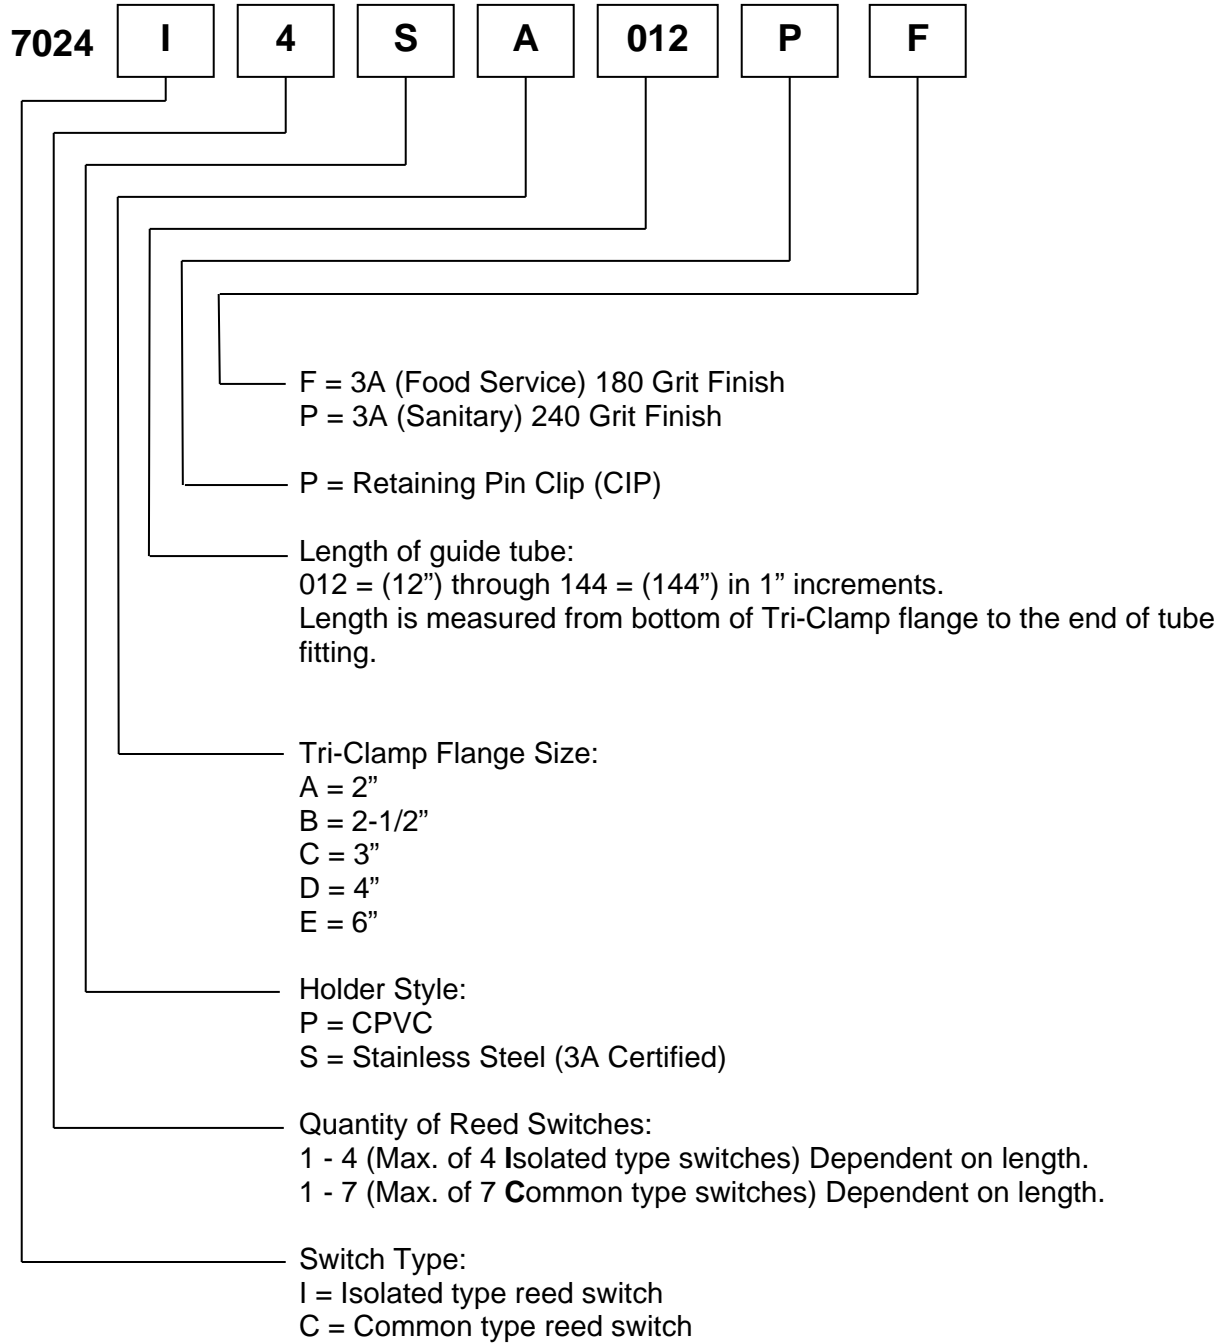 7024 I 4 S A 012 P F
F = 3A (Food Service) 180 Grit Finish
P = 3A (Sanitary) 240 Grit Finish
P = Retaining Pin Clip (CIP)
Length of guide tube:
012 = (12”) through 144 = (144”) in 1” increments.
Length is measured from bottom of Tri-Clamp flange to the end of tube
fitting.
Tri-Clamp Flange Size:
A = 2”
B = 2-1/2”
C = 3”
D = 4”
E = 6”
Holder Style:
P = CPVC
S = Stainless Steel (3A Certified)
Quantity of Reed Switches:
1 - 4 (Max. of 4 Isolated type switches) Dependent on length.
1 - 7 (Max. of 7 Common type switches) Dependent on length.
Switch Type:
I = Isolated type reed switch
C = Common type reed switch